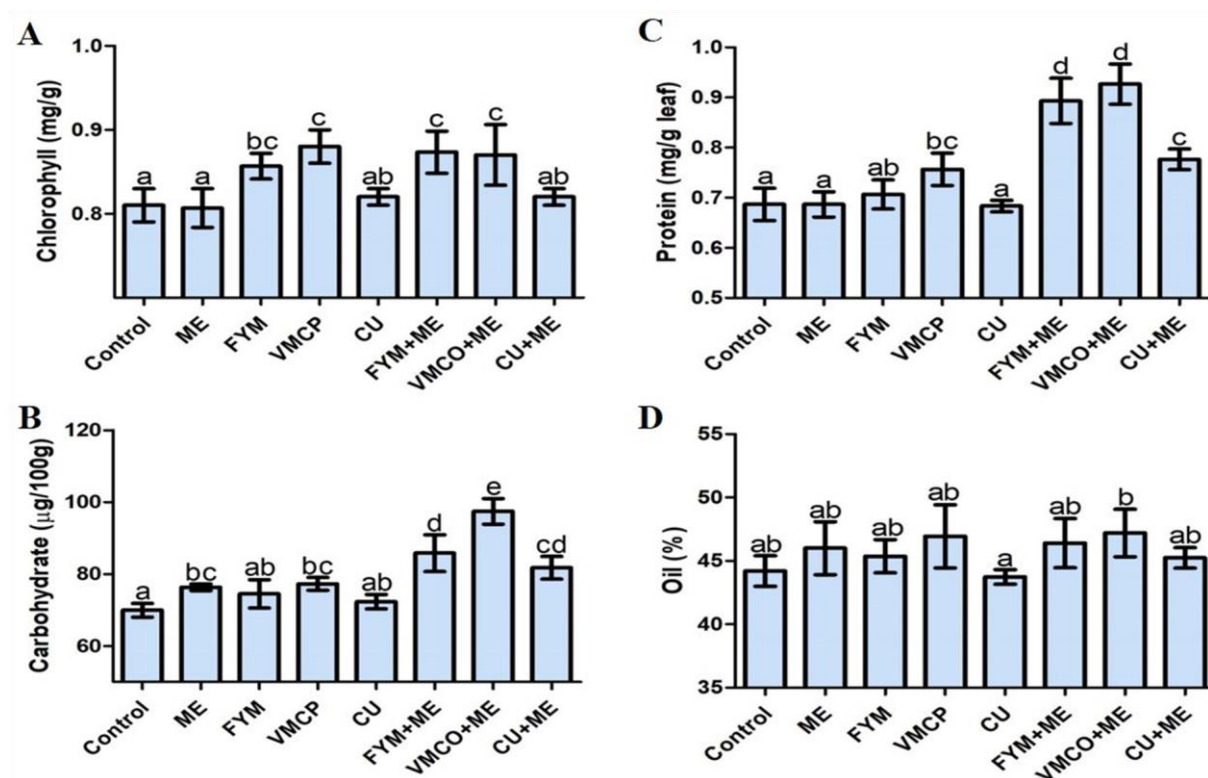 A
Chlorophyll (mg/g)
1.0
0.9
0.8
a a bc c ab c c ab
Control ME FYM VMCP CU FYM+ME VMCO+ME CU+ME
C
Protein (mg/g leaf)
1.0
0.9
0.8
0.7
0.6
0.5
a a ab bc a d d c
Control ME FYM VMCP CU FYM+ME VMCO+ME CU+ME
B
Carbohydrate (µg/100g)
120
100
80
60
a bc ab bc ab d e cd
Control ME FYM VMCP CU FYM+ME VMCO+ME CU+ME
D
Oil (%)
55
50
45
40
35
ab ab ab ab a ab b ab
Control ME FYM VMCP CU FYM+ME VMCO+ME CU+ME